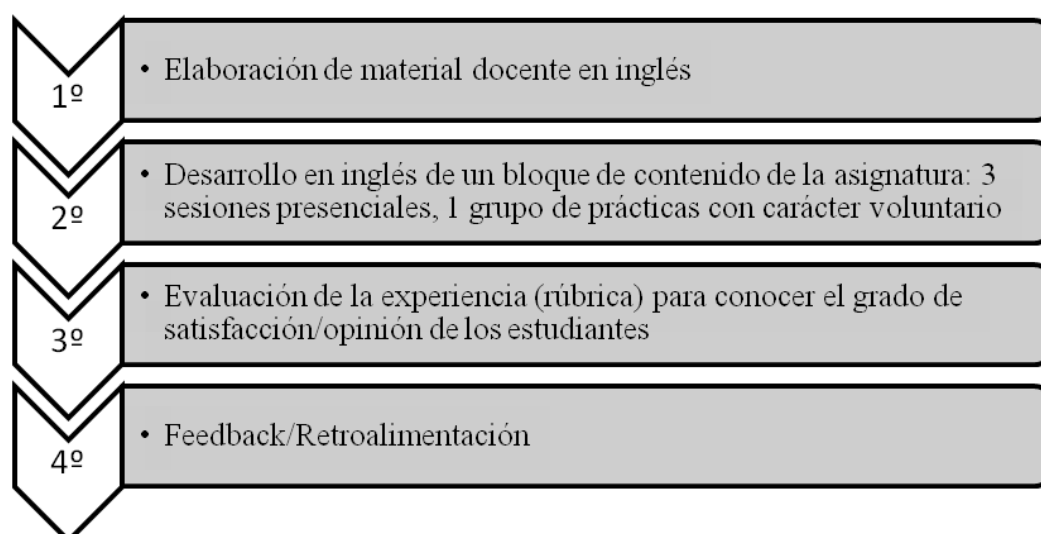 1º
• Elaboración de material docente en inglés
2º
• Desarrollo en inglés de un bloque de contenido de la asignatura: 3
sesiones presenciales, 1 grupo de prácticas con carácter voluntario
3º
• Evaluación de la experiencia (rúbrica) para conocer el grado de
satisfacción/opinión de los estudiantes
4º
• Feedback/Retroalimentación